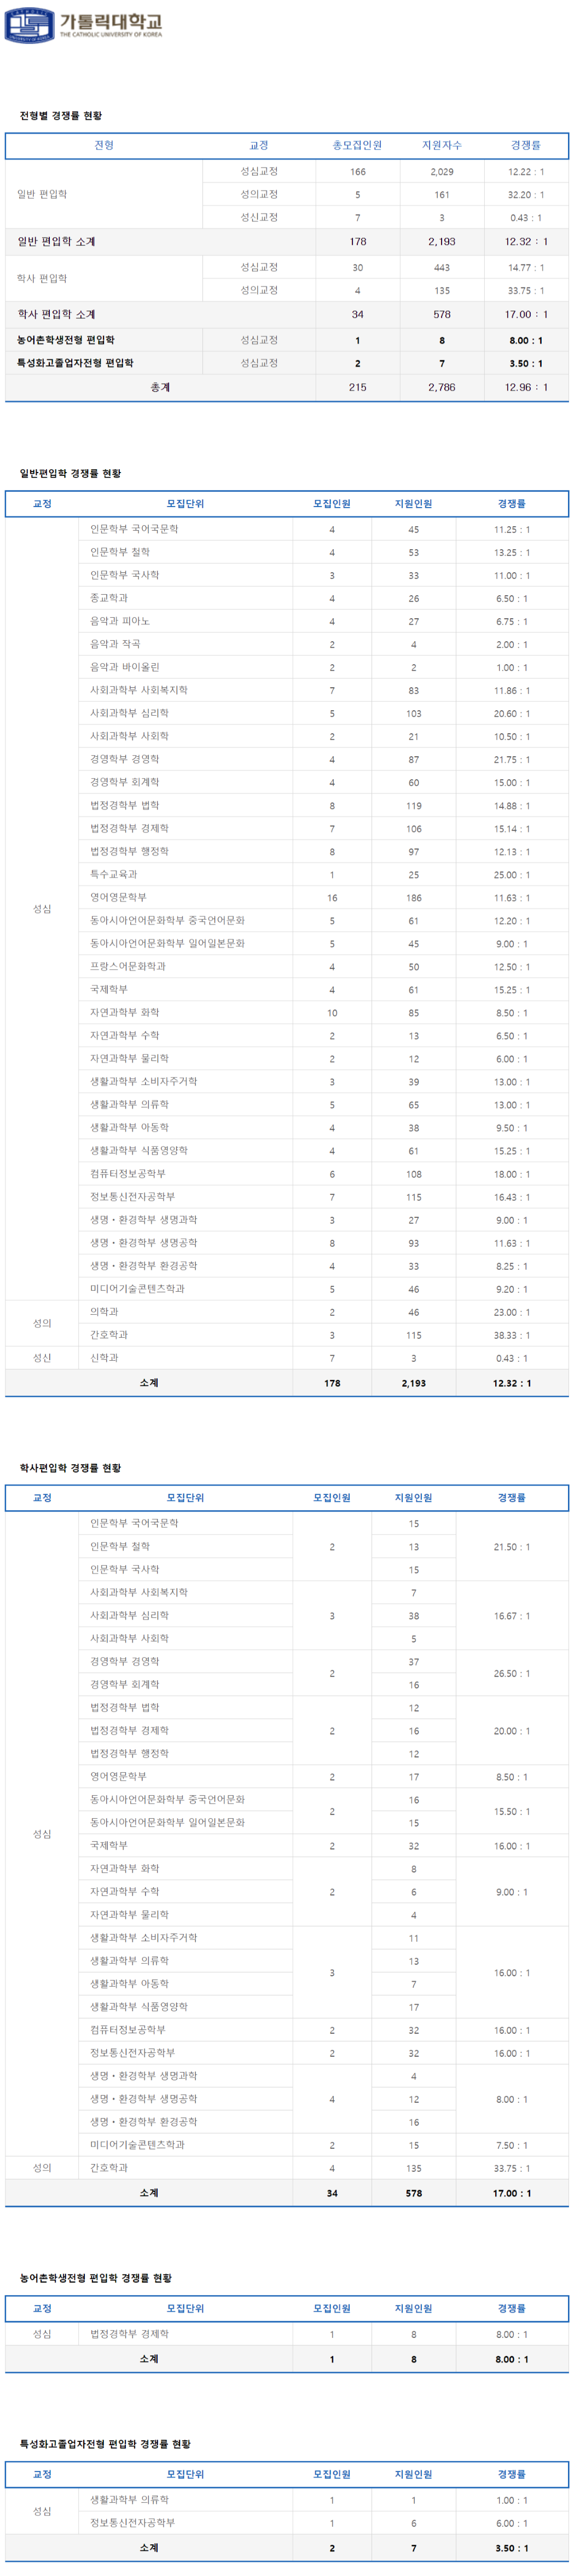 가톨릭대학교
THE CATHOLIC UNIVERSITY OF KOREA
전형별 경쟁률 현황
전형 교정 총모집인원 지원자수 경쟁률
일반 편입학 성심교정 166 2,029 12.22 : 1
성의교정 5 161 32.20 : 1
성신교정 7 3 0.43 : 1
일반 편입학 소계 178 2,193 12.32 : 1
학사 편입학 성심교정 30 443 14.77 : 1
성의교정 4 135 33.75 : 1
학사 편입학 소계 34 578 17.00 : 1
농어촌학생전형 편입학 성심교정 1 8 8.00 : 1
특성화고졸업자전형 편입학 성심교정 2 7 3.50 : 1
총계 215 2,786 12.96 : 1
일반편입학 경쟁률 현황
교정 모집단위 모집인원 지원인원 경쟁률
성심 인문학부 국어국문학 4 45 11.25 : 1
인문학부 철학 4 53 13.25 : 1
인문학부 국사학 3 33 11.00 : 1
종교학과 4 26 6.50 : 1
음악과 피아노 4 27 6.75 : 1
음악과 작곡 2 4 2.00 : 1
음악과 바이올린 2 2 1.00 : 1
사회과학부 사회복지학 7 83 11.86 : 1
사회과학부 심리학 5 103 20.60 : 1
사회과학부 사회학 2 21 10.50 : 1
경영학부 경영학 4 87 21.75 : 1
경영학부 회계학 4 60 15.00 : 1
법정경학부 법학 8 119 14.88 : 1
법정경학부 경제학 7 106 15.14 : 1
법정경학부 행정학 8 97 12.13 : 1
특수교육과 1 25 25.00 : 1
영어영문학부 16 186 11.63 : 1
동아시아언어문화학부 중국언어문화 5 61 12.20 : 1
동아시아언어문화학부 일어일본문화 5 45 9.00 : 1
프랑스어문화학과 4 50 12.50 : 1
국제학부 4 61 15.25 : 1
자연과학부 화학 10 85 8.50 : 1
자연과학부 수학 2 13 6.50 : 1
자연과학부 물리학 2 12 6.00 : 1
생활과학부 소비자주거학 3 39 13.00 : 1
생활과학부 의류학 5 65 13.00 : 1
생활과학부 아동학 4 38 9.50 : 1
생활과학부 식품영양학 4 61 15.25 : 1
컴퓨터정보공학부 6 108 18.00 : 1
정보통신전자공학부 7 115 16.43 : 1
생명・환경학부 생명과학 3 27 9.00 : 1
생명・환경학부 생명공학 8 93 11.63 : 1
생명・환경학부 환경공학 4 33 8.25 : 1
미디어기술콘텐츠학과 5 46 9.20 : 1
성의 의학과 2 46 23.00 : 1
간호학과 3 115 38.33 : 1
성신 신학과 7 3 0.43 : 1
소계 178 2,193 12.32 : 1
학사편입학 경쟁률 현황
교정 모집단위 모집인원 지원인원 경쟁률
성심 인문학부 국어국문학 2 15 21.50 : 1
인문학부 철학 13
인문학부 국사학 15
사회과학부 사회복지학 3 7 16.67 : 1
사회과학부 심리학 38
사회과학부 사회학 5
경영학부 경영학 2 37 26.50 : 1
경영학부 회계학 16
법정경학부 법학 2 12 20.00 : 1
법정경학부 경제학 16
법정경학부 행정학 12
영어영문학부 2 17 8.50 : 1
동아시아언어문화학부 중국언어문화 2 16 15.50 : 1
동아시아언어문화학부 일어일본문화 15
국제학부 2 32 16.00 : 1
자연과학부 화학 2 8 9.00 : 1
자연과학부 수학 6
자연과학부 물리학 4
생활과학부 소비자주거학 3 11 16.00 : 1
생활과학부 의류학 13
생활과학부 아동학 7
생활과학부 식품영양학 17
컴퓨터정보공학부 2 32 16.00 : 1
정보통신전자공학부 2 32 16.00 : 1
생명・환경학부 생명과학 4 4 8.00 : 1
생명・환경학부 생명공학 12
생명・환경학부 환경공학 16
미디어기술콘텐츠학과 2 15 7.50 : 1
성의 간호학과 4 135 33.75 : 1
소계 34 578 17.00 : 1
농어촌학생전형 편입학 경쟁률 현황
교정 모집단위 모집인원 지원인원 경쟁률
성심 법정경학부 경제학 1 8 8.00 : 1
소계 1 8 8.00 : 1
특성화고졸업자전형 편입학 경쟁률 현황
교정 모집단위 모집인원 지원인원 경쟁률
성심 생활과학부 의류학 1 1 1.00 : 1
정보통신전자공학부 1 6 6.00 : 1
소계 2 7 3.50 : 1